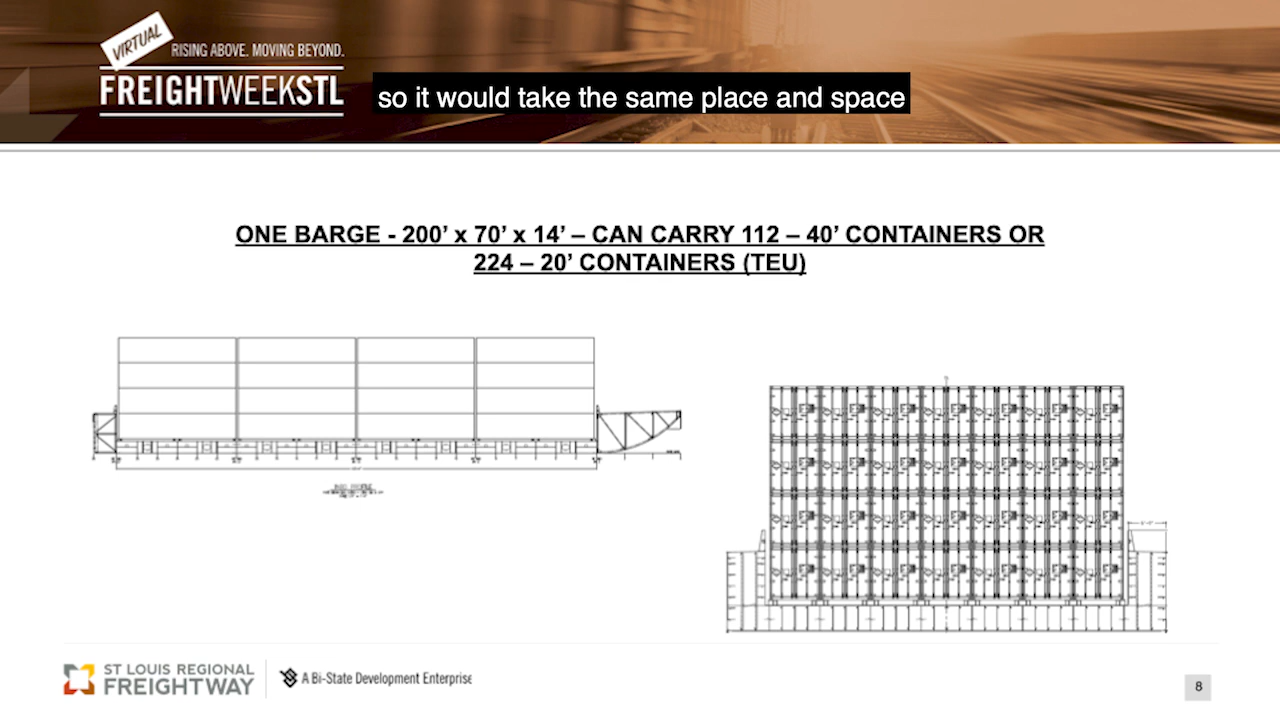 VIRTUAL
RISING ABOVE. MOVING BEYOND.
FREIGHTWEEKSTL
so it would take the same place and space
ONE BARGE - 200’ x 70’ x 14’ – CAN CARRY 112 – 40’ CONTAINERS OR
224 – 20’ CONTAINERS (TEU)
ST LOUIS REGIONAL
FREIGHTWAY
A Bi-State Development Enterprise
8